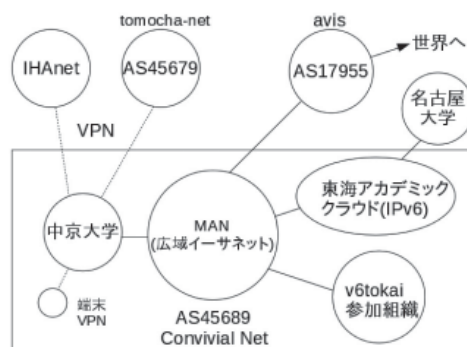 tomocha-net
avis
IHAnet
AS45679
AS17955
世界へ
名古屋
大学
VPN
中京大学
MAN
(広域イーサネット)
東海アカデミック
クラウド(IPv6)
端末
VPN
v6tokai
参加組織
AS45689
Convivial Net